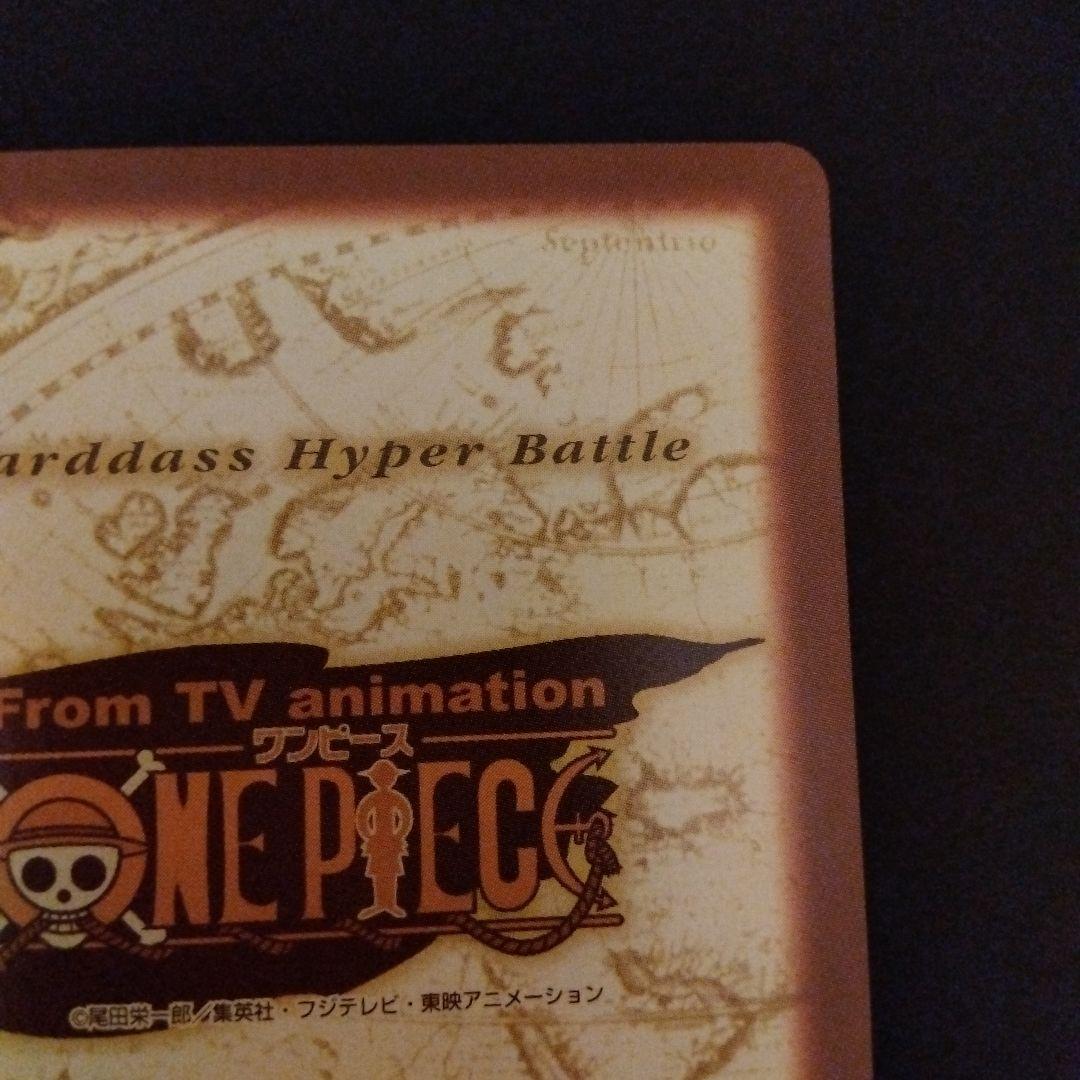 Septentrio
arddass Hyper Battle
From TV animation
ワンピース
ONE PIECE
©尾田栄一郎／集英社・フジテレビ・東映アニメーション